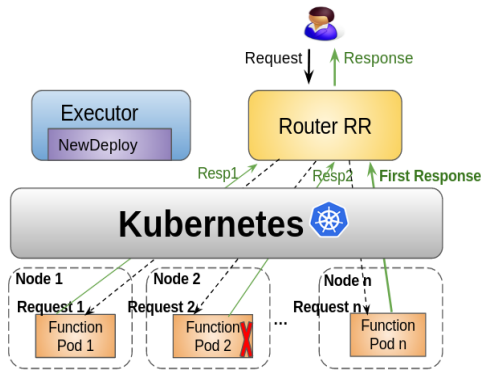 Request
Response
Executor
NewDeploy
Router RR
Resp1
Resp2
First Response
Kubernetes
Node 1
Node 2
Node n
Request 1
Request 2
Request n
Function
Pod 1
Function
Pod 2
...
Function
Pod n